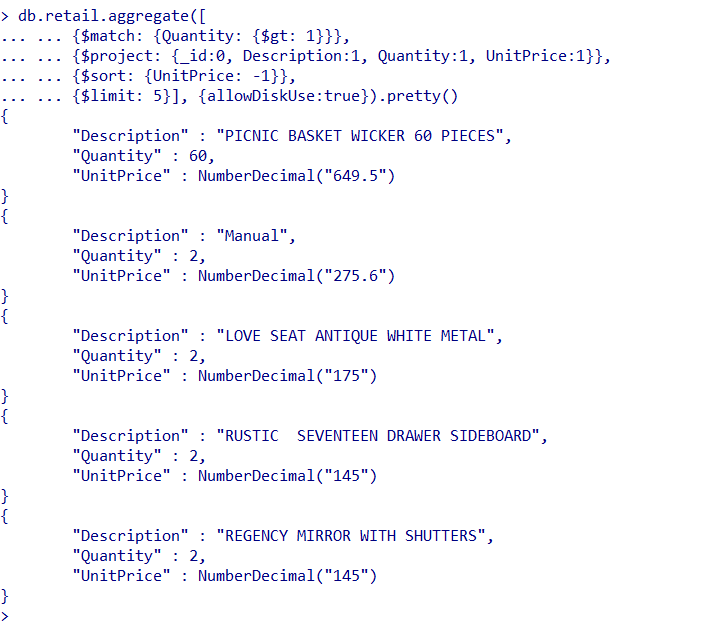 > db.retail.aggregate([
... ... {$match: {Quantity: {$gt: 1}}},
... ... {$project: {_id:0, Description:1, Quantity:1, UnitPrice:1}},
... ... {$sort: {UnitPrice: -1}},
... ... {$limit: 5}], {allowDiskUse:true}).pretty()
{
        "Description" : "PICNIC BASKET WICKER 60 PIECES",
        "Quantity" : 60,
        "UnitPrice" : NumberDecimal("649.5")
}
{
        "Description" : "Manual",
        "Quantity" : 2,
        "UnitPrice" : NumberDecimal("275.6")
}
{
        "Description" : "LOVE SEAT ANTIQUE WHITE METAL",
        "Quantity" : 2,
        "UnitPrice" : NumberDecimal("175")
}
{
        "Description" : "RUSTIC  SEVENTEEN DRAWER SIDEBOARD",
        "Quantity" : 2,
        "UnitPrice" : NumberDecimal("145")
}
{
        "Description" : "REGENCY MIRROR WITH SHUTTERS",
        "Quantity" : 2,
        "UnitPrice" : NumberDecimal("145")
}
>